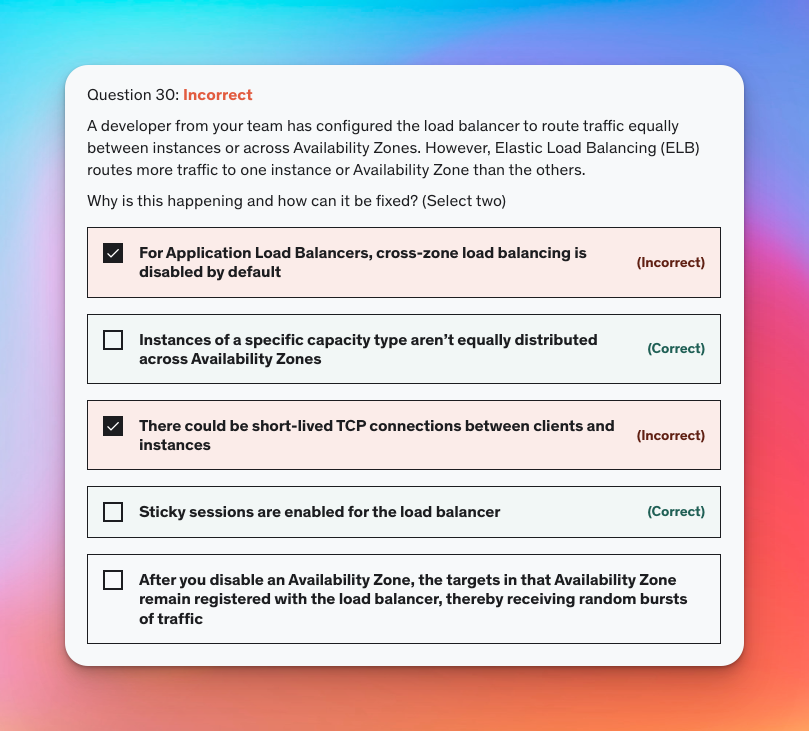 Question 30: Incorrect
A developer from your team has configured the load balancer to route traffic equally
between instances or across Availability Zones. However, Elastic Load Balancing (ELB)
routes more traffic to one instance or Availability Zone than the others.
Why is this happening and how can it be fixed? (Select two)
For Application Load Balancers, cross-zone load balancing is
disabled by default
(Incorrect)
Instances of a specific capacity type aren’t equally distributed
across Availability Zones
(Correct)
There could be short-lived TCP connections between clients and
instances
(Incorrect)
Sticky sessions are enabled for the load balancer
(Correct)
After you disable an Availability Zone, the targets in that Availability Zone
remain registered with the load balancer, thereby receiving random bursts
of traffic